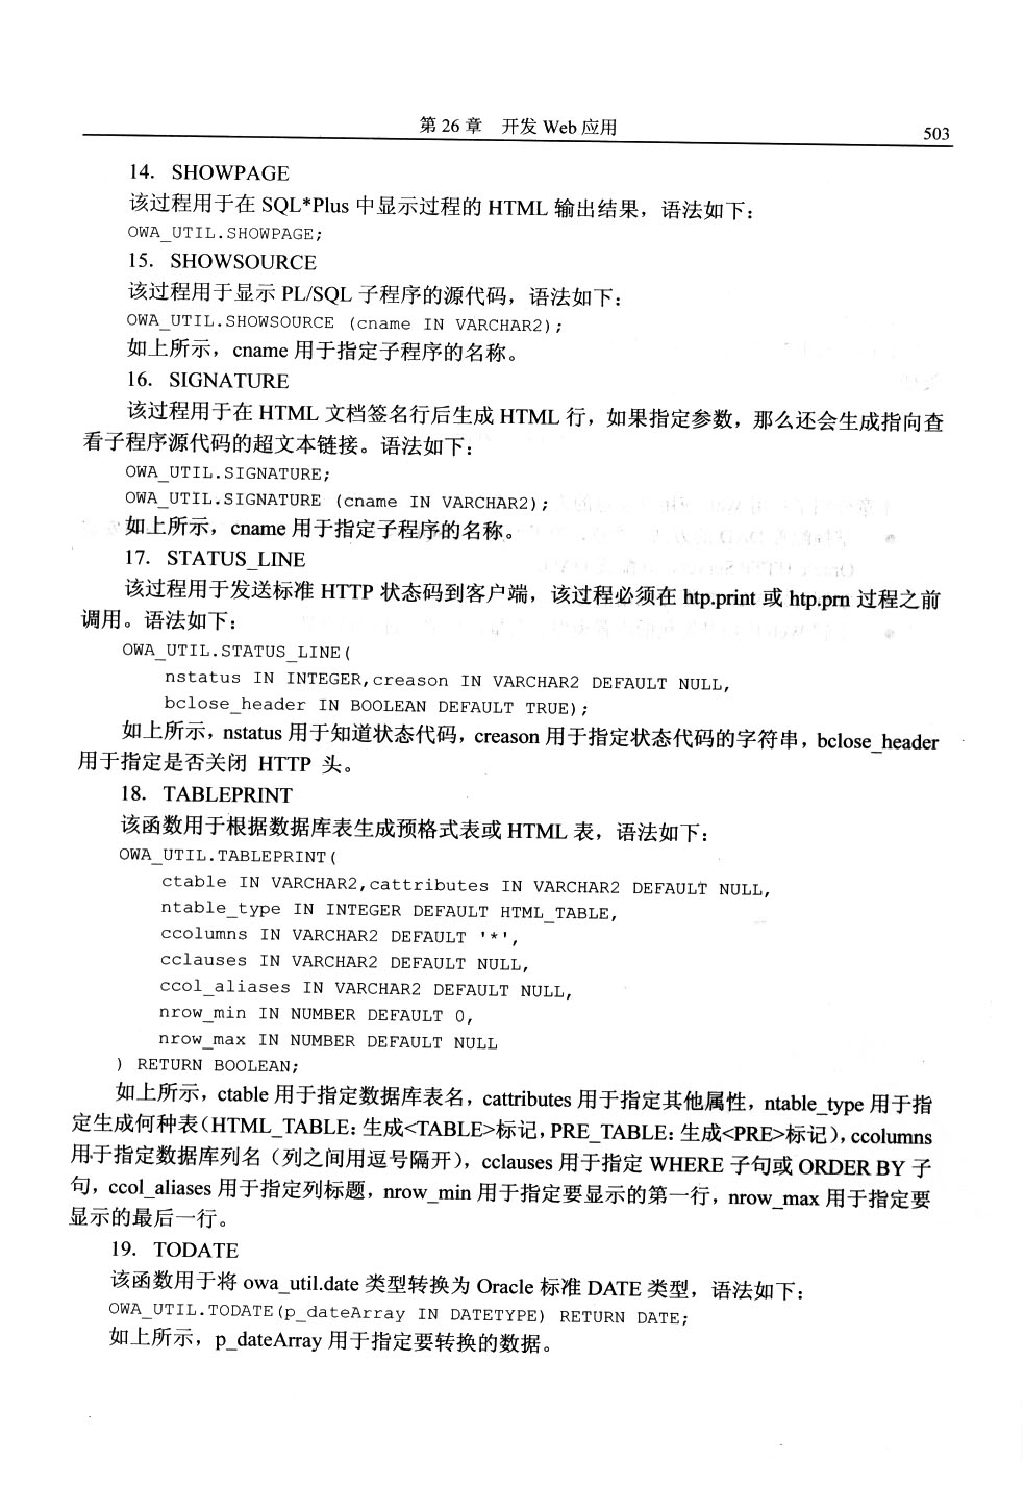 第 26 章 开发 Web 应用
503
14. SHOWPAGE
该过程用于在 SQL*Plus 中显示过程的 HTML 输出结果，语法如下：
OWA_UTIL.SHOWPAGE;
15. SHOWSOURCE
该过程用于显示 PL/SQL 子程序的源代码，语法如下：
OWA_UTIL.SHOWSOURCE (cname IN VARCHAR2);
如上所示，cname 用于指定子程序的名称。
16. SIGNATURE
该过程用于在 HTML 文档签名行后生成 HTML 行，如果指定参数，那么还会生成指向查
看子程序源代码的超文本链接。语法如下：
OWA_UTIL.SIGNATURE;
OWA_UTIL.SIGNATURE (cname IN VARCHAR2);
如上所示，cname 用于指定子程序的名称。
17. STATUS_LINE
该过程用于发送标准 HTTP 状态码到客户端，该过程必须在 htp.print 或 htp.prn 过程之前
调用。语法如下：
OWA_UTIL.STATUS_LINE(
nstatus IN INTEGER,creason IN VARCHAR2 DEFAULT NULL,
bclose_header IN BOOLEAN DEFAULT TRUE);
如上所示，nstatus 用于知道状态代码，creason 用于指定状态代码的字符串，bclose_header
用于指定是否关闭 HTTP 头。
18. TABLEPRINT
该函数用于根据数据库表生成预格式表或 HTML 表，语法如下：
OWA_UTIL.TABLEPRINT(
ctable IN VARCHAR2,cattributes IN VARCHAR2 DEFAULT NULL,
ntable_type IN INTEGER DEFAULT HTML_TABLE,
ccolumns IN VARCHAR2 DEFAULT '*',
cclauses IN VARCHAR2 DEFAULT NULL,
ccol_aliases IN VARCHAR2 DEFAULT NULL,
nrow_min IN NUMBER DEFAULT 0,
nrow_max IN NUMBER DEFAULT NULL
) RETURN BOOLEAN;
如上所示，ctable 用于指定数据库表名，cattributes 用于指定其他属性，ntable_type 用于指
定生成何种表（HTML_TABLE：生成<TABLE>标记，PRE_TABLE：生成<PRE>标记），ccolumns
用于指定数据库列名（列之间用逗号隔开），cclauses 用于指定 WHERE 子句或 ORDER BY 子
句，ccol_aliases 用于指定列标题，nrow_min 用于指定要显示的第一行，nrow_max 用于指定要
显示的最后一行。
19. TODATE
该函数用于将 owa_util.date 类型转换为 Oracle 标准 DATE 类型，语法如下：
OWA_UTIL.TODATE(p_dateArray IN DATETYPE) RETURN DATE;
如上所示，p_dateArray 用于指定要转换的数据。